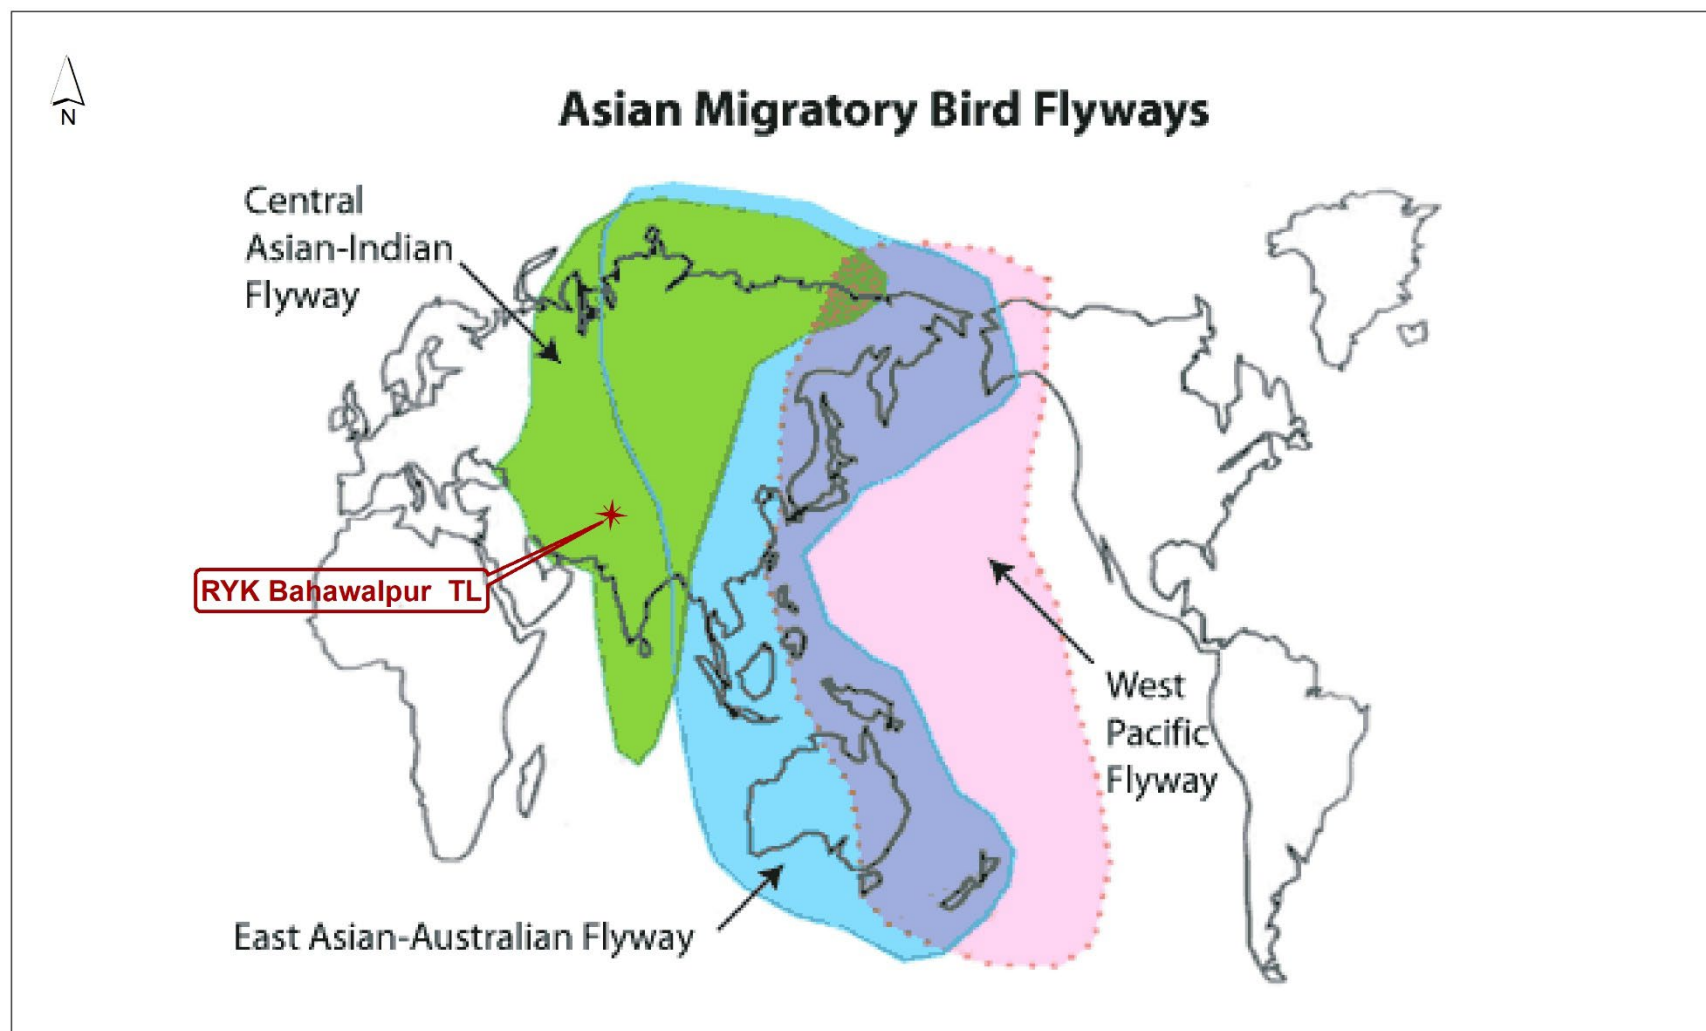 N
Asian Migratory Bird Flyways
Central
Asian-Indian
Flyway
RYK Bahawalpur TL
West
Pacific
Flyway
East Asian-Australian Flyway